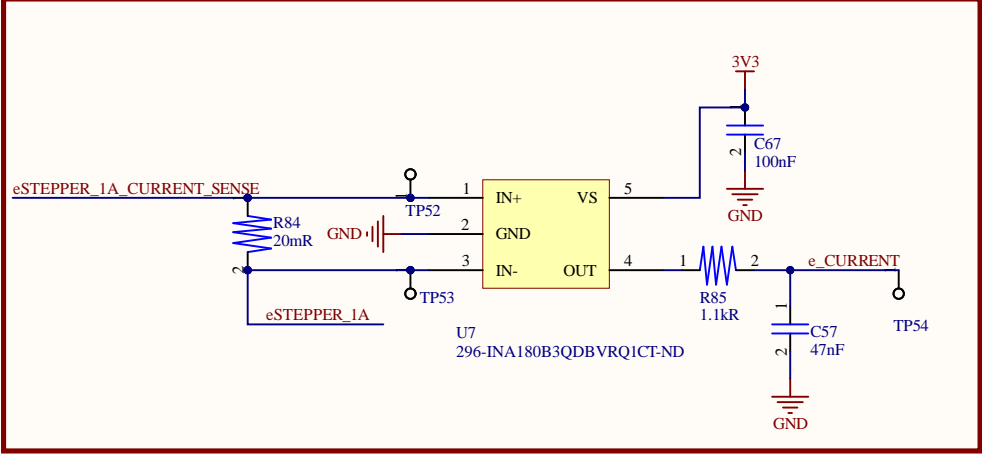 3V3
C67
100nF
2
GND
eSTEPPER_1A_CURRENT_SENSE
TP52
1 IN+ VS 5
R84
20mR
GND
2 GND
2
3 IN- OUT 4
TP53
eSTEPPER_1A
1 2
R85
1.1kR
e_CURRENT
TP54
1
C57
47nF
2
GND
U7
296-INA180B3QDBVRQ1CT-ND